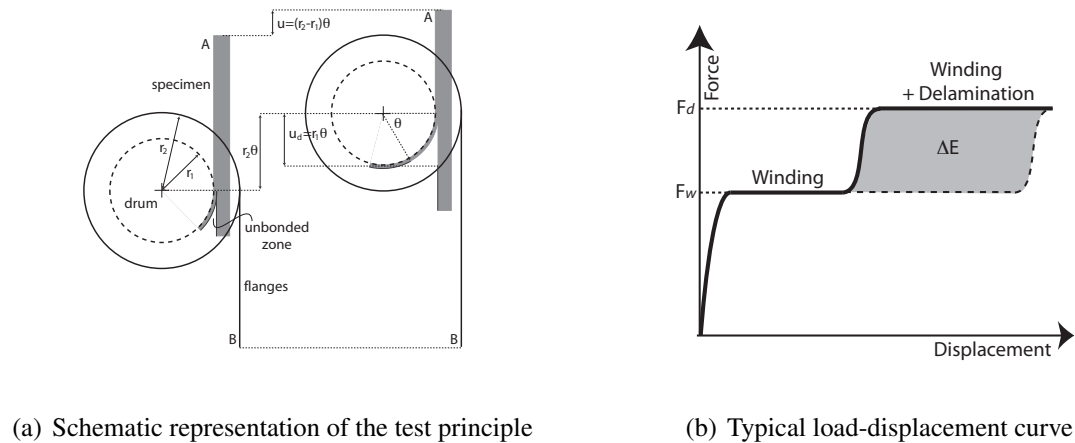 u=(r₂-r₁)θ
A
A
specimen
r₂
r₁
drum
unbonded
zone
flanges
B
r₂θ
u_d=r₁θ
θ
B
Force
F_d
Winding
+ Delamination
ΔE
F_w
Winding
Displacement
(a) Schematic representation of the test principle
(b) Typical load-displacement curve